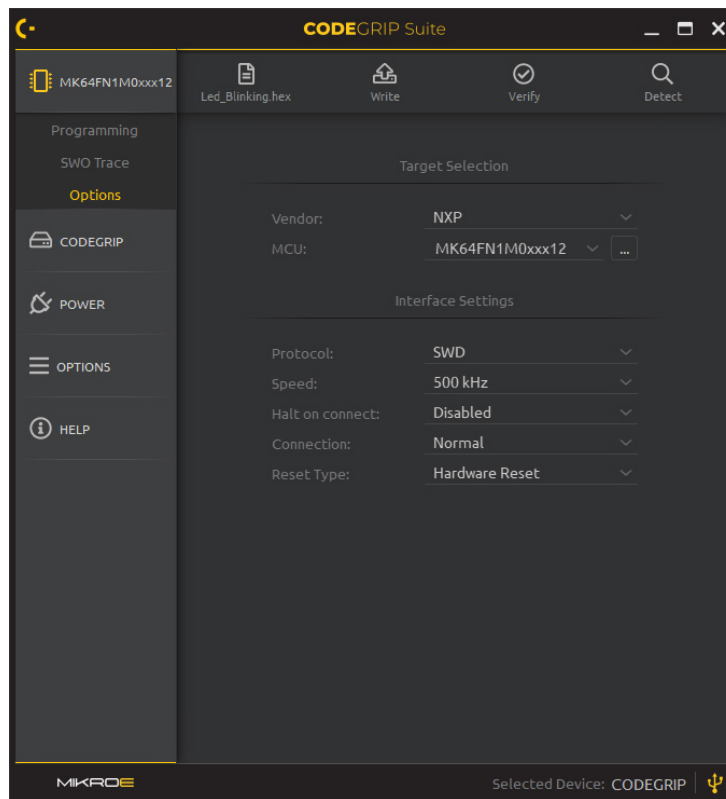 CODEGRIP Suite
MK64FN1M0xxx12
Led_Blinking.hex
Write
Verify
Detect
Programming
SWO Trace
Options
CODEGRIP
POWER
OPTIONS
HELP
Target Selection
Vendor: NXP
MCU: MK64FN1M0xxx12 ...
Interface Settings
Protocol: SWD
Speed: 500 kHz
Halt on connect: Disabled
Connection: Normal
Reset Type: Hardware Reset
MIKROE
Selected Device: CODEGRIP